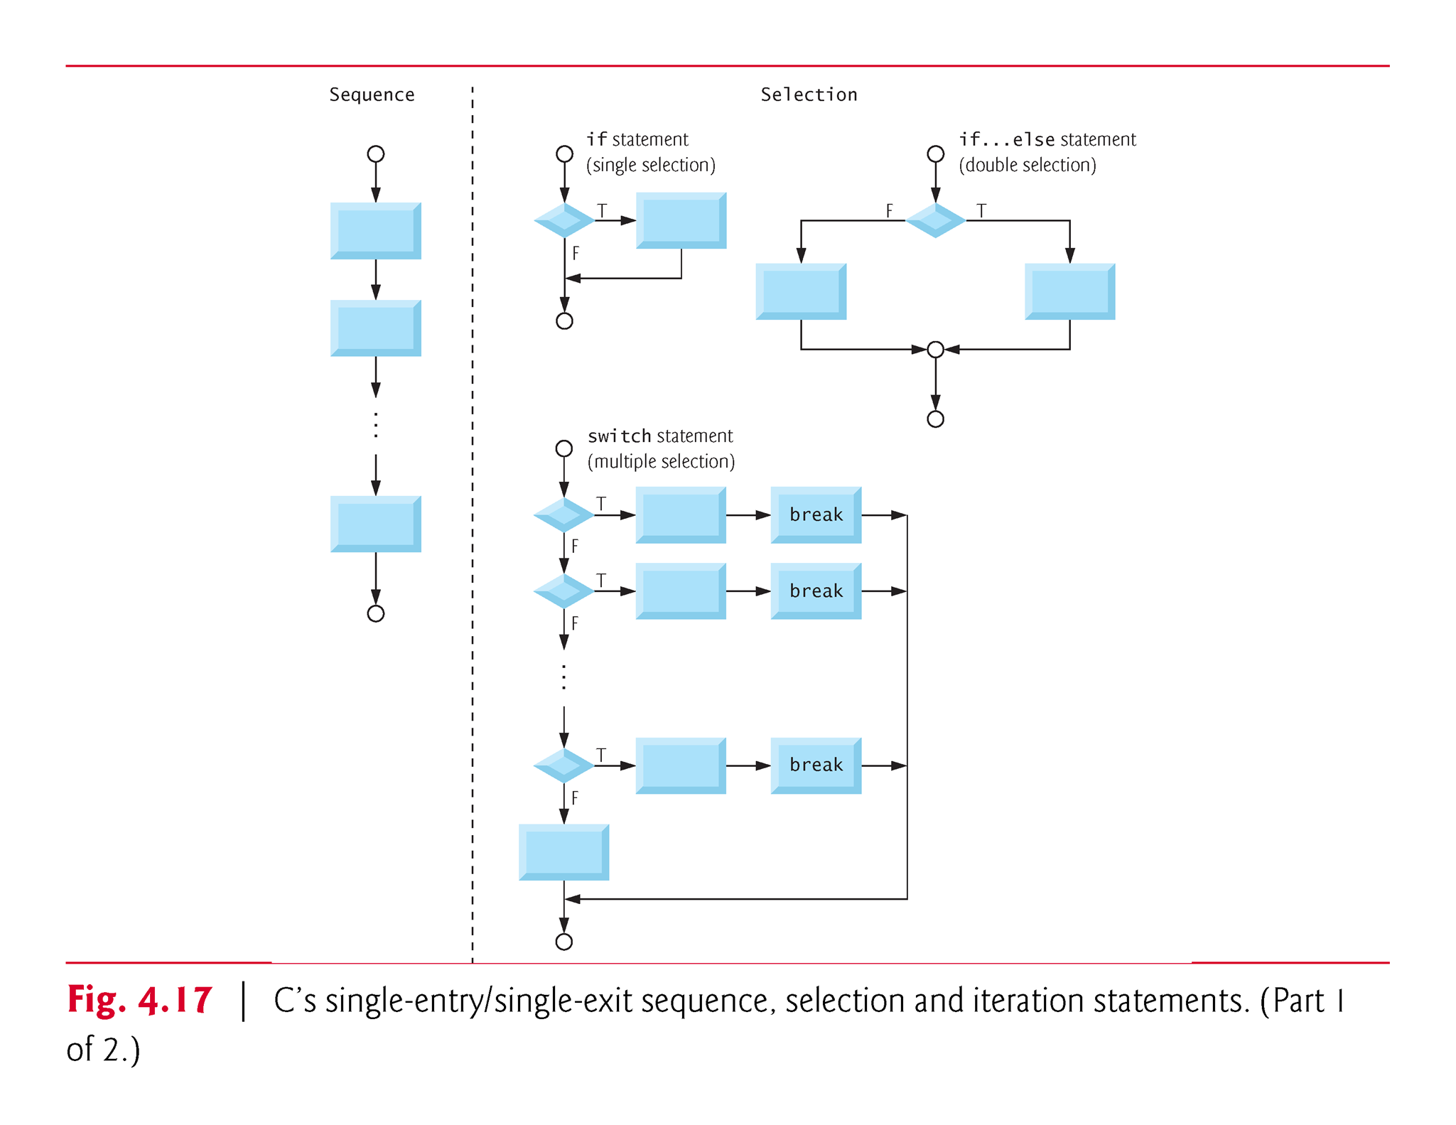 Sequence
Selection
if statement
(single selection)
T
F
if...else statement
(double selection)
F
T
switch statement
(multiple selection)
T
break
F
T
break
F
T
break
F
Fig. 4.17 | C’s single-entry/single-exit sequence, selection and iteration statements. (Part 1
of 2.)